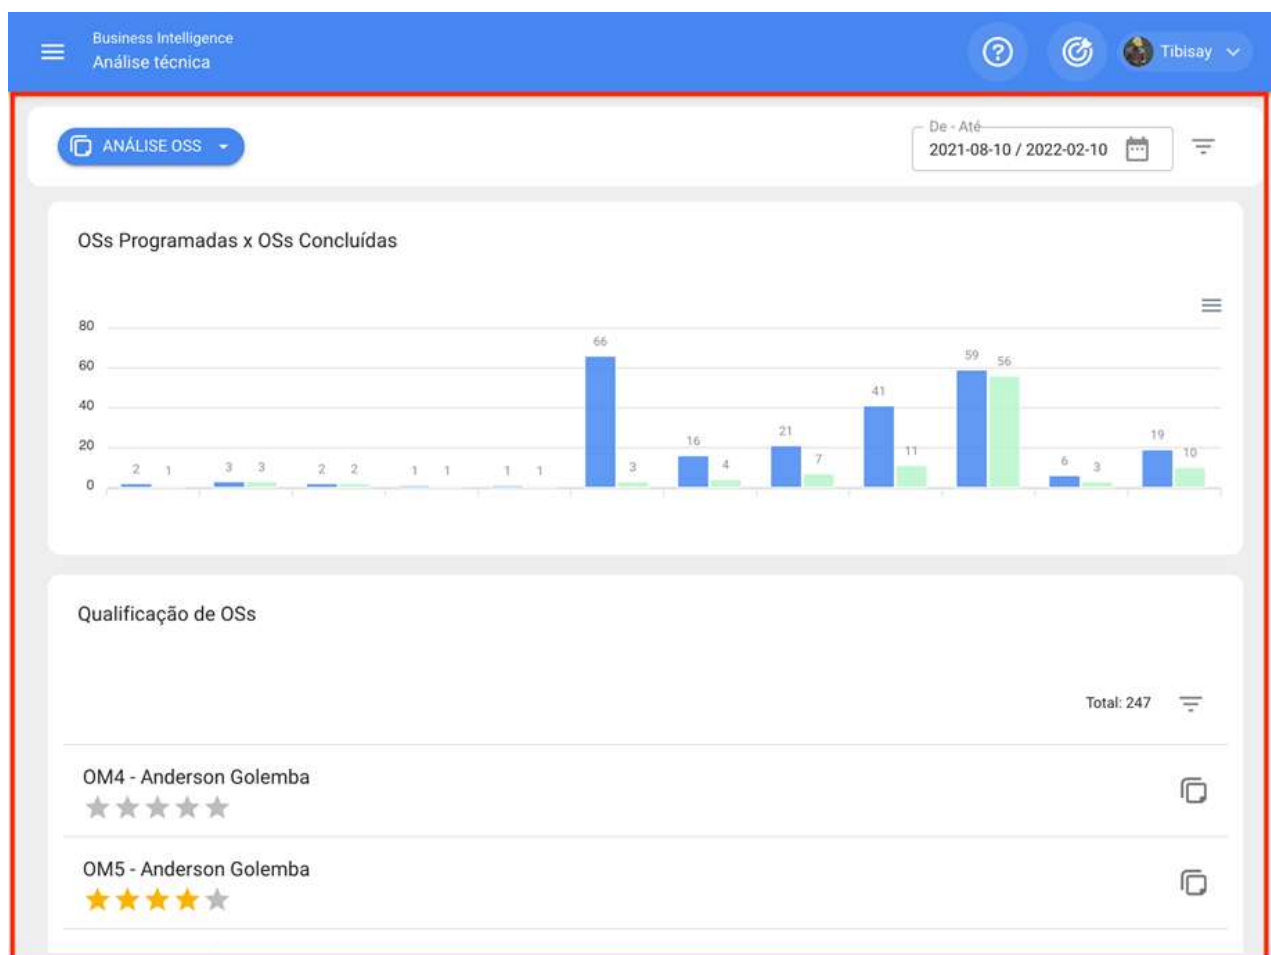 Business Intelligence
Análise técnica
Tibisay
ANÁLISE OSS
De - Até
2021-08-10 / 2022-02-10
OSs Programadas x OSs Concluídas
80
60
40
20
0
2 1 3 3 2 2 1 1 1 1 66 3 16 4 21 7 41 11 59 56 6 3 19 10
Qualificação de OSs
Total: 247
OM4 - Anderson Golemba
OM5 - Anderson Golemba